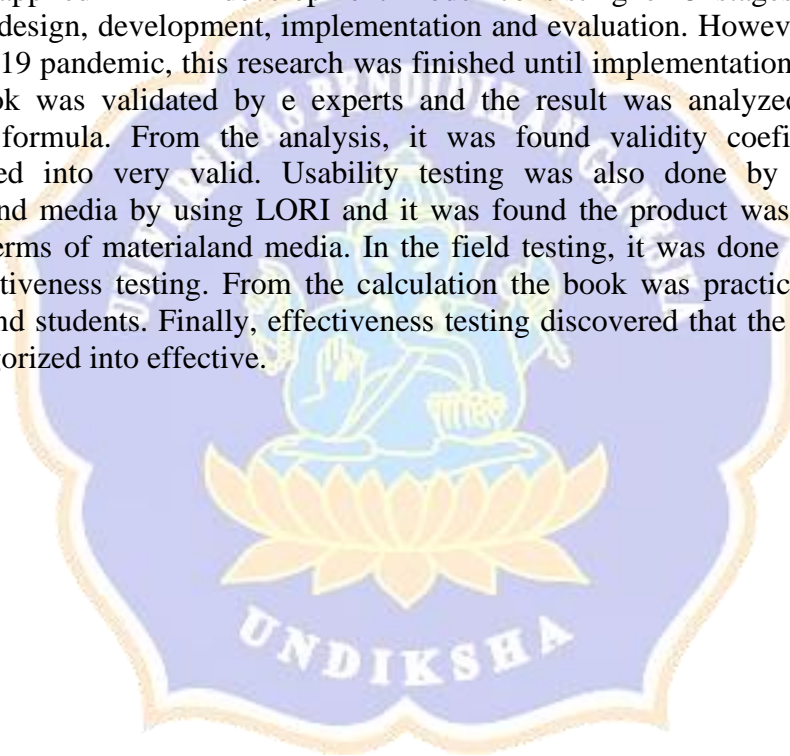 design, development, implementation and evaluation. Howev
19 pandemic, this research was finished until implementation
ok was validated by e experts and the result was analyzed
formula. From the analysis, it was found validity coefi
ed into very valid. Usability testing was also done by
nd media by using LORI and it was found the product was
erms of materialand media. In the field testing, it was done
tiveness testing. From the calculation the book was practic
nd students. Finally, effectiveness testing discovered that the
orized into effective.
UNIVERSITAS PENDIDIKAN GANESHA
UNDIKSHA